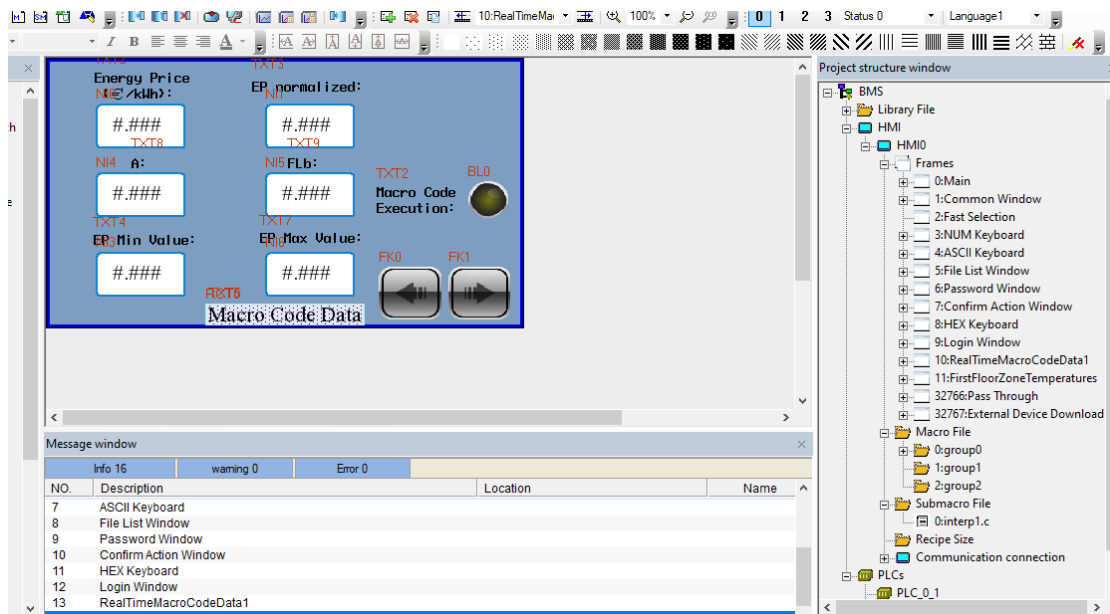 10:RealTimeMa
100%
0 1 2 3 Status 0
Language1
I B A
Project structure window
BMS
Library File
HMI
HMI0
Frames
0:Main
1:Common Window
2:Fast Selection
3:NUM Keyboard
4:ASCII Keyboard
5:File List Window
6:Password Window
7:Confirm Action Window
8:HEX Keyboard
9:Login Window
10:RealTimeMacroCodeData1
11:FirstFloorZoneTemperatures
32766:Pass Through
32767:External Device Download
Macro File
0:group0
1:group1
2:group2
Submacro File
0:interp1.c
Recipe Size
Communication connection
PLCs
PLC_0_1
TXT3
Energy Price
(€/kWh):
EP normalized:
NI1
#.### #.###
TXT8 TXT9
NI4 A: NI5 FLb:
#.### #.###
TXT2 BL0
Macro Code
Execution:
TXT4 TXT7
EP Min Value: EP Max Value:
NI3 NI6
#.### #.###
FK0 FK1
Macro Code Data
Message window
Info 16 warning 0 Error 0
NO. Description Location Name
7 ASCII Keyboard
8 File List Window
9 Password Window
10 Confirm Action Window
11 HEX Keyboard
12 Login Window
13 RealTimeMacroCodeData1